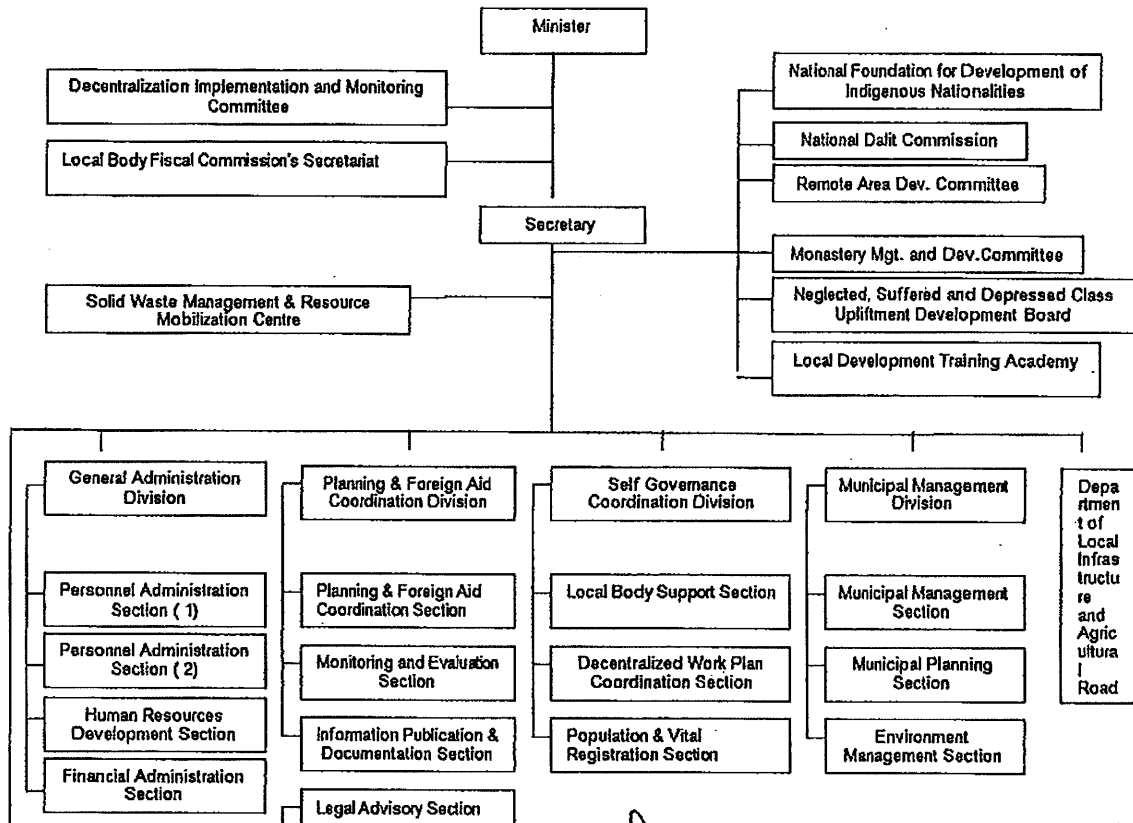 Minister
Decentralization Implementation and Monitoring
Committee
Local Body Fiscal Commission's Secretariat
National Foundation for Development of
Indigenous Nationalities
National Dalit Commission
Remote Area Dev. Committee
Secretary
Monastery Mgt. and Dev.Committee
Solid Waste Management & Resource
Mobilization Centre
Neglected, Suffered and Depressed Class
Upliftment Development Board
Local Development Training Academy
General Administration
Division
Personnel Administration
Section ( 1)
Personnel Administration
Section ( 2)
Human Resources
Development Section
Financial Administration
Section
Planning & Foreign Aid
Coordination Division
Planning & Foreign Aid
Coordination Section
Monitoring and Evaluation
Section
Information Publication &
Documentation Section
Legal Advisory Section
Self Governance
Coordination Division
Local Body Support Section
Decentralized Work Plan
Coordination Section
Population & Vital
Registration Section
Municipal Management
Division
Municipal Management
Section
Municipal Planning
Section
Environment
Management Section
Depa
rtmen
t of
Local
Infras
tructu
re
and
Agric
ultura
l
Road